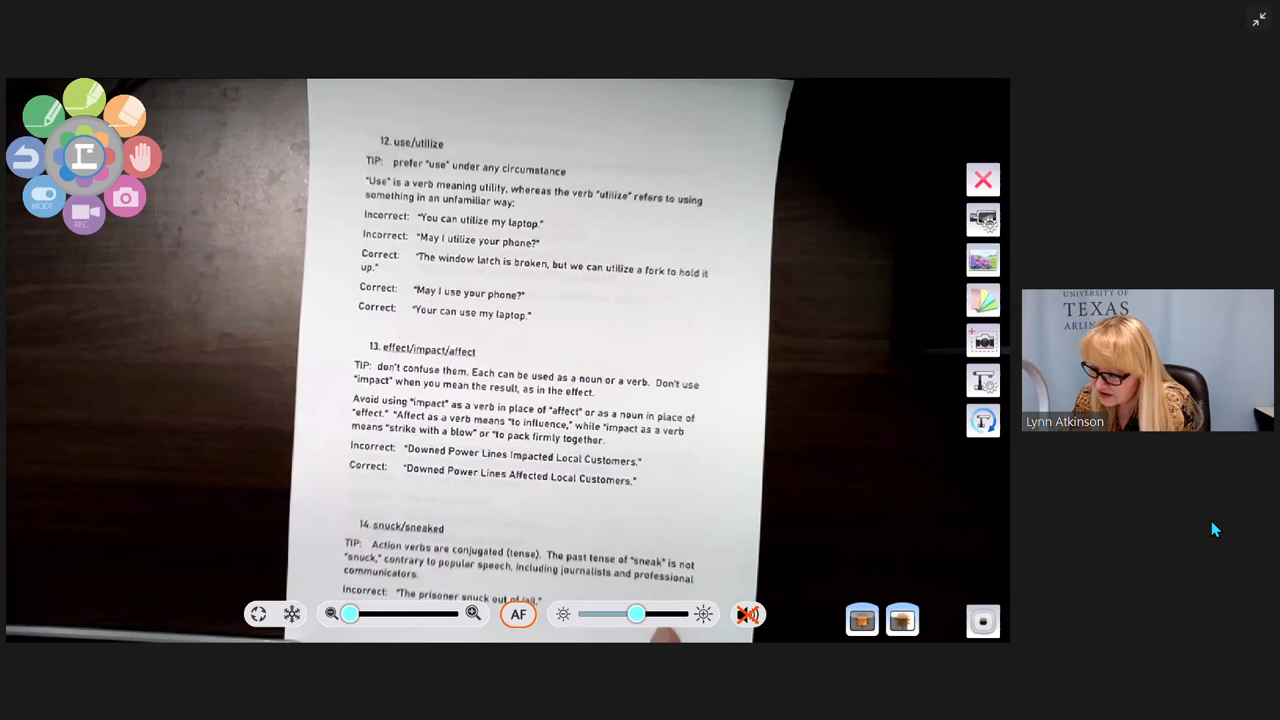 12. use/utilize
TIP: prefer "use" under any circumstance
"Use" is a verb meaning utility, whereas the verb "utilize" refers to using
something in an unfamiliar way:
Incorrect: "You can utilize my laptop."
Incorrect: "May I utilize your phone?"
Correct: "The window latch is broken, but we can utilize a fork to hold it
up."
Correct: "May I use your phone?"
Correct: "Your can use my laptop."
13. effect/impact/affect
TIP: don't confuse them. Each can be used as a noun or a verb. Don't use
"impact" when you mean the result, as in the effect.
Avoid using "impact" as a verb in place of "affect" or as a noun in place of
"effect." "Affect as a verb means "to influence," while "impact as a verb
means "strike with a blow" or "to pack firmly together.
Incorrect: "Downed Power Lines Impacted Local Customers."
Correct: "Downed Power Lines Affected Local Customers."
14. snuck/sneaked
TIP: Action verbs are conjugated (tense). The past tense of "sneak" is not
"snuck," contrary to popular speech, including journalists and professional
communicators.
Incorrect: "The prisoner snuck out of jail."
MODE
REC.
AF
UNIVERSITY OF
TEXAS
ARLIN
Lynn Atkinson